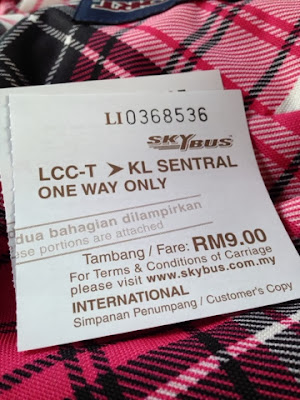 LI0368536
SKYBUS
LCC-T > KL SENTRAL
ONE WAY ONLY
dua bahagian dilampirkan
ese portions are attached
Tambang / Fare: RM9.00
For Terms & Conditions of Carriage
please visit www.skybus.com.my
INTERNATIONAL
Simpanan Penumpang / Customer's Copy